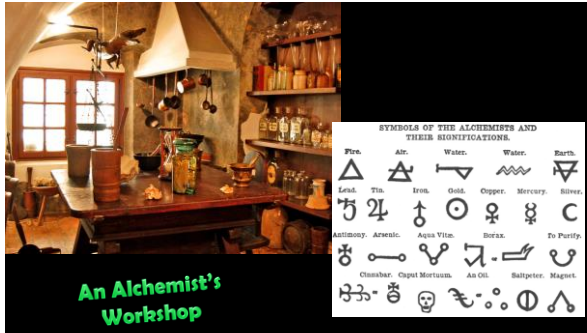 SYMBOLS OF THE ALCHEMISTS AND
THEIR SIGNIFICATIONS.
Fire. Air. Water. Water. Earth.
Lead. Tin. Iron. Gold. Copper. Mercury. Silver.
Antimony. Arsenic. Aqua Vitæ. Borax. To Purify.
Cinnabar. Caput Mortuum. An Oil. Saltpeter. Magnet.
An Alchemist's
Workshop